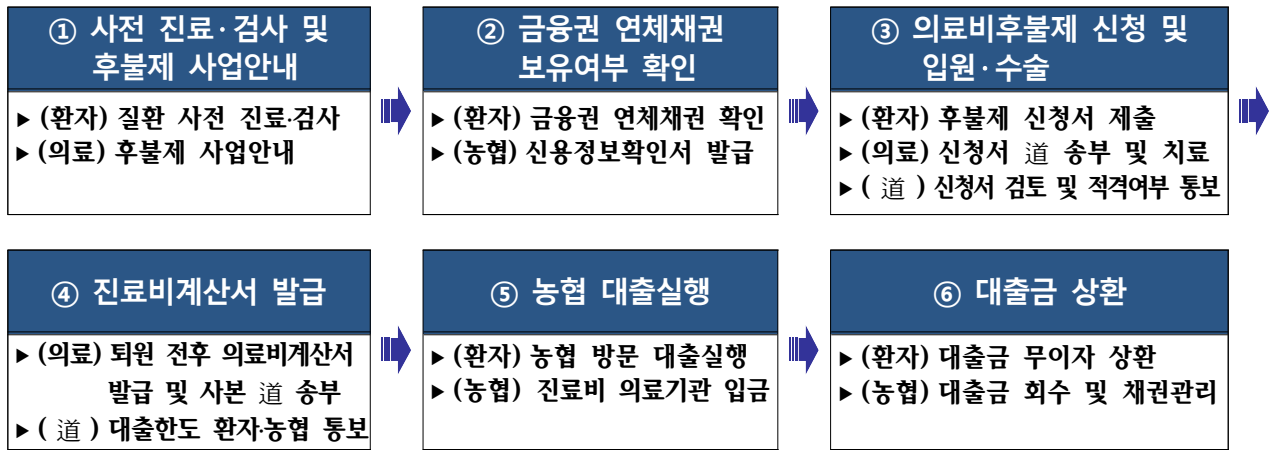 ① 사전 진료·검사 및
후불제 사업안내
▶ (환자) 질환 사전 진료·검사
▶ (의료) 후불제 사업안내
② 금융권 연체채권
보유여부 확인
▶ (환자) 금융권 연체채권 확인
▶ (농협) 신용정보확인서 발급
③ 의료비후불제 신청 및
입원·수술
▶ (환자) 후불제 신청서 제출
▶ (의료) 신청서 道 송부 및 치료
▶ ( 道 ) 신청서 검토 및 적격여부 통보
④ 진료비계산서 발급
▶ (의료) 퇴원 전후 의료비계산서
발급 및 사본 道 송부
▶ ( 道 ) 대출한도 환자·농협 통보
⑤ 농협 대출실행
▶ (환자) 농협 방문 대출실행
▶ (농협) 진료비 의료기관 입금
⑥ 대출금 상환
▶ (환자) 대출금 무이자 상환
▶ (농협) 대출금 회수 및 채권관리